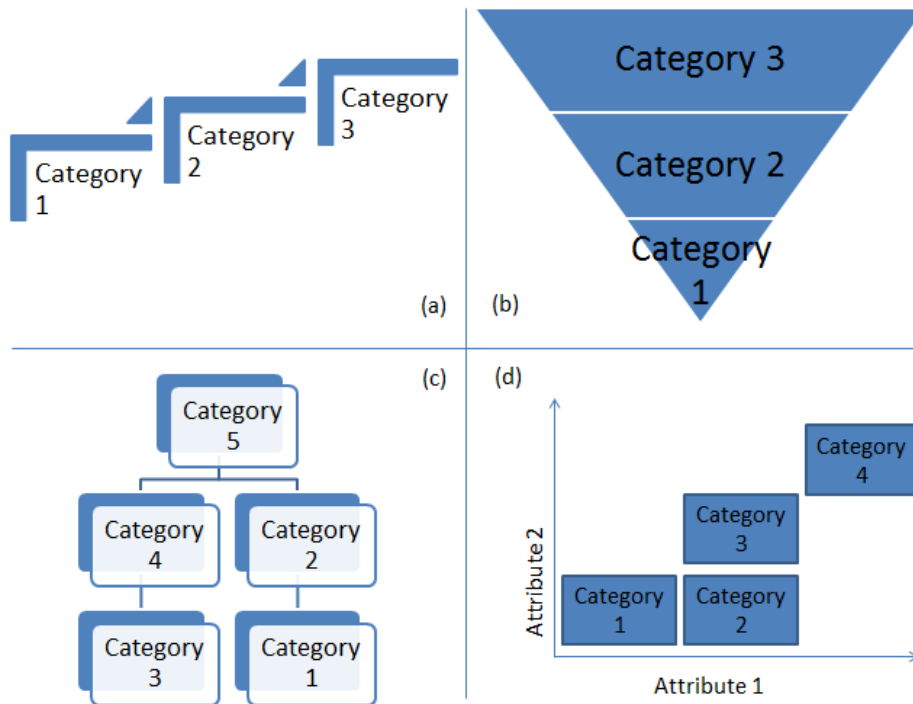 Category
1
Category
2
Category
3
(a)
Category 3
Category 2
Category
1
(b)
(c)
Category
5
Category
4
Category
2
Category
3
Category
1
(d)
Attribute 2
Category
4
Category
3
Category
1
Category
2
Attribute 1